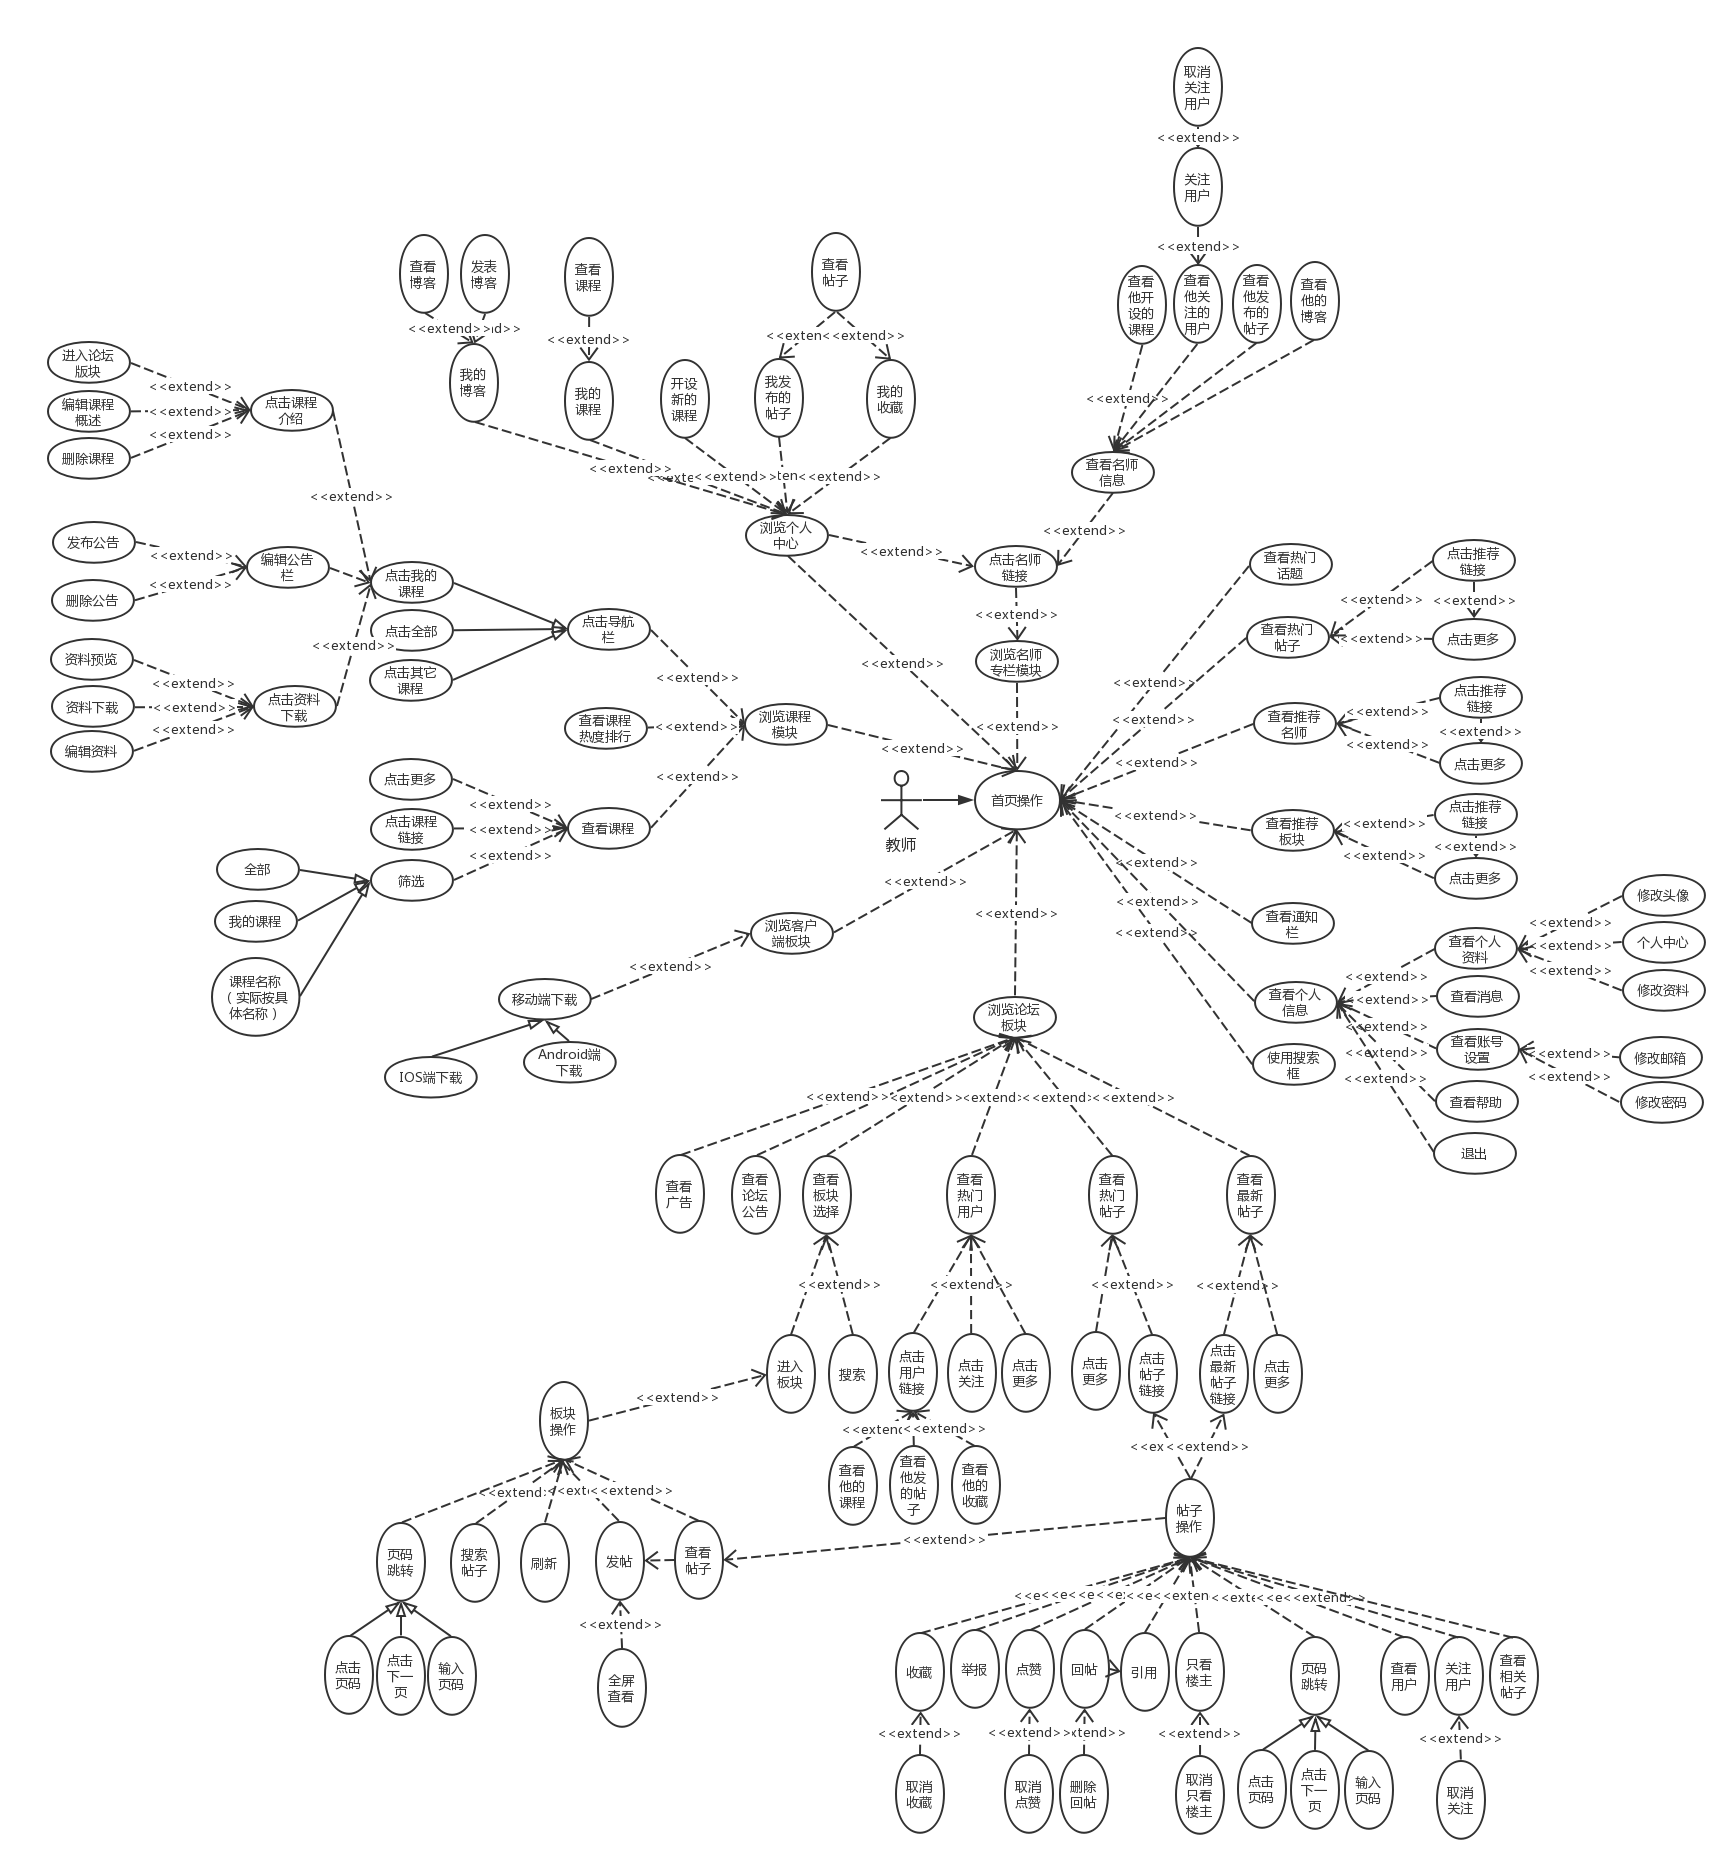 取消
关注
用户
<<extend>>
关注
用户
<<extend>>
查看
他开
设的
课程
查看
他关
注的
用户
查看
他发
布的
帖子
查看
他的
博客
<<extend>>
查看名师
信息
<<extend>>
查看
博客
发表
博客
<<extend>>
我的
博客
查看
课程
<<extend>>
我的
课程
开设
新的
课程
查看
帖子
<<extend>>
我发
布的
帖子
我的
收藏
<<extend>>
<<extend>>
<<extend>>
浏览个人
中心
<<extend>>
点击名师
链接
<<extend>>
浏览名师
专栏模块
<<extend>>
<<extend>>
进入论坛
版块
编辑课程
概述
删除课程
<<extend>>
<<extend>>
<<extend>>
点击课程
介绍
<<extend>>
发布公告
删除公告
<<extend>>
<<extend>>
编辑公告
栏
点击我的
课程
点击全部
点击其它
课程
<<extend>>
资料预览
资料下载
编辑资料
<<extend>>
<<extend>>
<<extend>>
点击资料
下载
点击导航
栏
<<extend>>
查看课程
热度排行
<<extend>>
浏览课程
模块
<<extend>>
<<extend>>
点击更多
点击课程
链接
筛选
<<extend>>
<<extend>>
<<extend>>
查看课程
全部
我的课程
课程名称
（实际按具
体名称）
教师
首页操作
<<extend>>
浏览客户
端板块
<<extend>>
移动端下载
IOS端下载
Android端
下载
查看热门
话题
<<extend>>
查看热门
帖子
<<extend>>
点击推荐
链接
<<extend>>
<<extend>>
<<extend>>
点击更多
查看推荐
名师
<<extend>>
点击推荐
链接
<<extend>>
<<extend>>
<<extend>>
点击更多
查看推荐
板块
<<extend>>
点击推荐
链接
<<extend>>
<<extend>>
<<extend>>
点击更多
查看通知
栏
<<extend>>
查看个人
信息
<<extend>>
使用搜索
框
<<extend>>
查看个人
资料
查看消息
查看账号
设置
查看帮助
退出
<<extend>>
<<extend>>
<<extend>>
<<extend>>
<<extend>>
修改头像
个人中心
修改资料
<<extend>>
<<extend>>
<<extend>>
修改邮箱
修改密码
<<extend>>
<<extend>>
<<extend>>
浏览论坛
板块
<<extend>>
<<extend>>
<<extend>>
<<extend>>
<<extend>>
查看
广告
查看
论坛
公告
查看
板块
选择
查看
热门
用户
查看
热门
帖子
查看
最新
帖子
<<extend>>
<<extend>>
<<extend>>
<<extend>>
进入
板块
搜索
点击
用户
链接
点击
关注
点击
更多
点击
更多
点击
帖子
链接
点击
最新
帖子
链接
点击
更多
<<extend>>
板块
操作
<<extend>>
查看
他的
课程
查看
他发
的帖
子
查看
他的
收藏
<<extend>>
帖子
操作
<<extend>>
<<extend>>
页码
跳转
搜索
帖子
刷新
发帖
查看
帖子
<<extend>>
点击
页码
点击
下一
页
输入
页码
全屏
查看
<<extend>>
收藏
举报
点赞
回帖
引用
只看
楼主
页码
跳转
查看
用户
关注
用户
查看
相关
帖子
<<extend>>
<<extend>>
<<extend>>
<<extend>>
取消
收藏
取消
点赞
删除
回帖
取消
只看
楼主
点击
页码
点击
下一
页
输入
页码
取消
关注